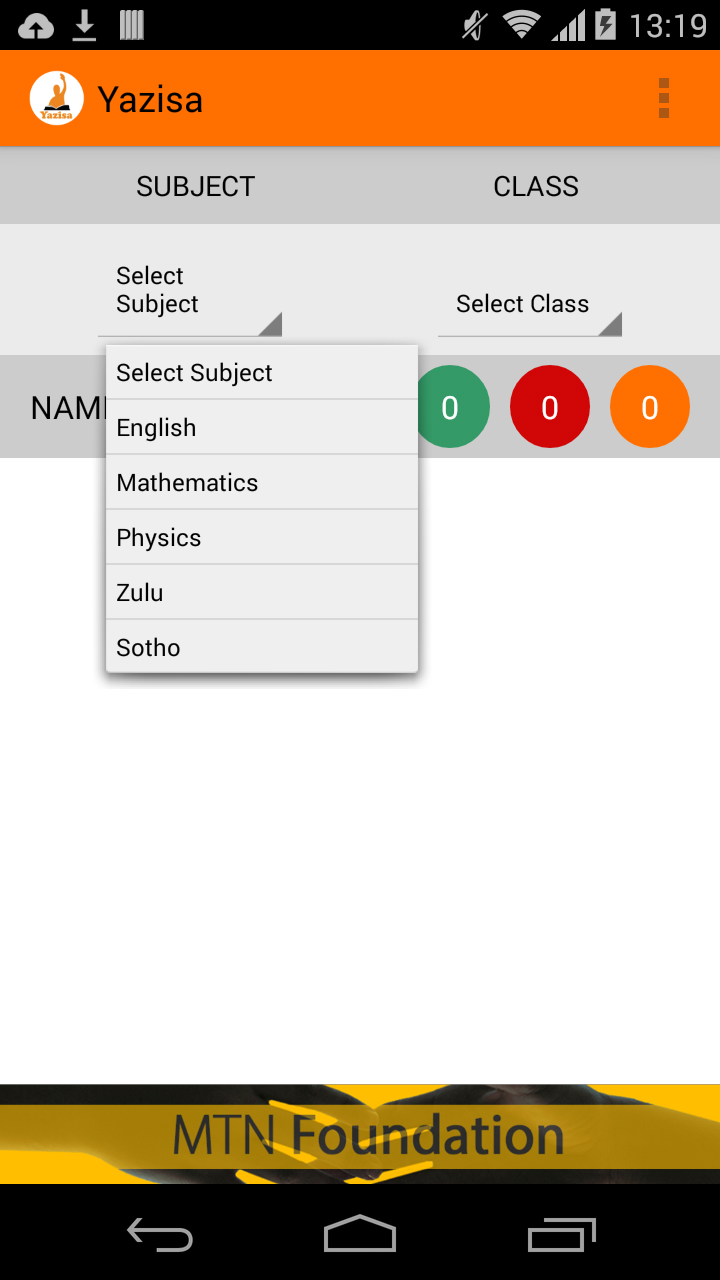 13:19
Yazisa
Yazisa
SUBJECT CLASS
Select
Subject
Select Class
Select Subject
0 0 0
English
Mathematics
Physics
Zulu
Sotho
MTN Foundation